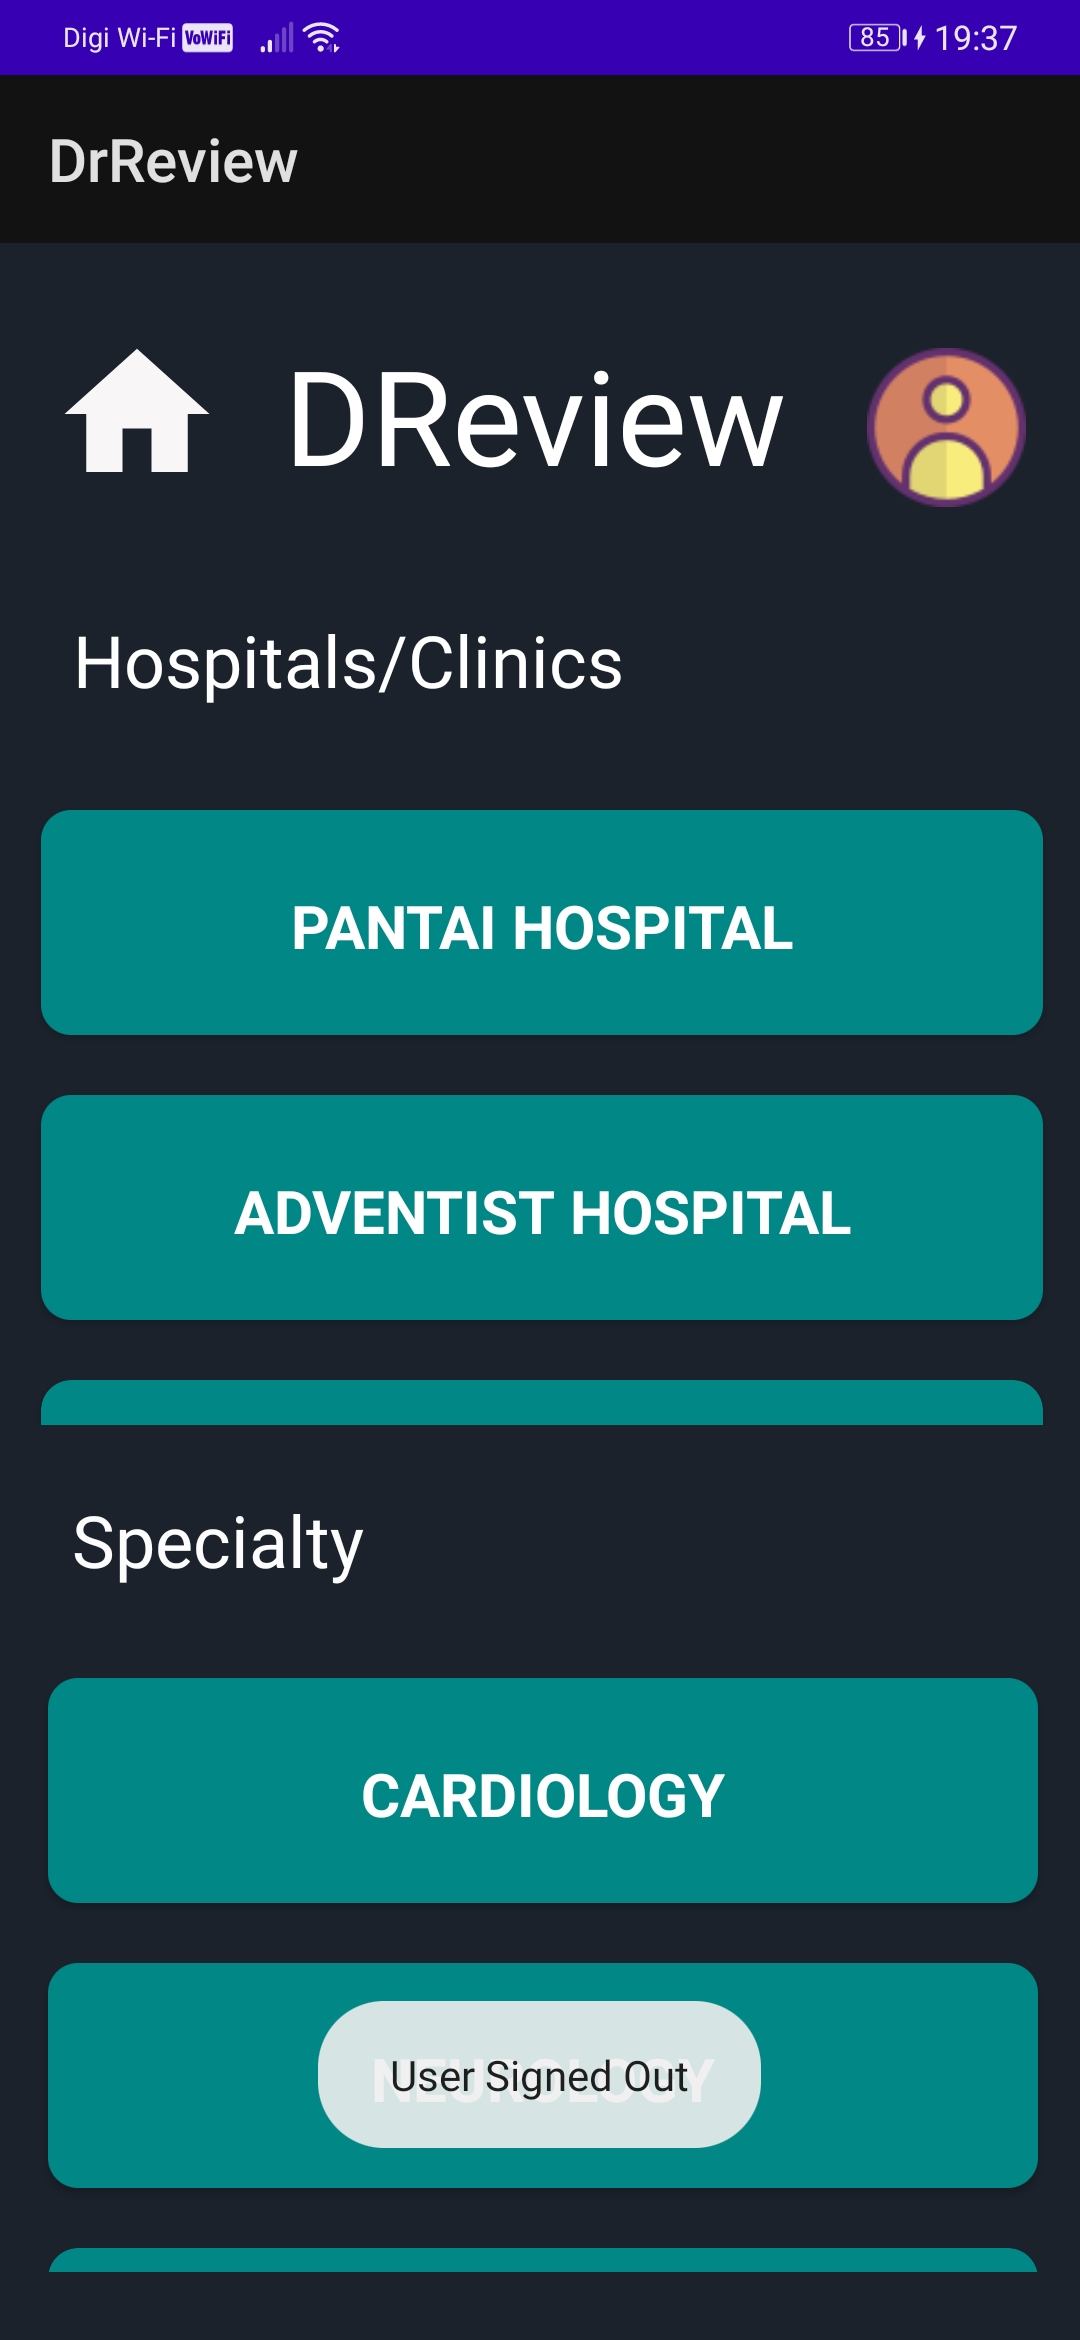 Digi Wi-Fi VoWiFi 85 19:37
DrReview
DReview
Hospitals/Clinics
PANTAI HOSPITAL
ADVENTIST HOSPITAL
Specialty
CARDIOLOGY
NEUROLOGY
User Signed Out